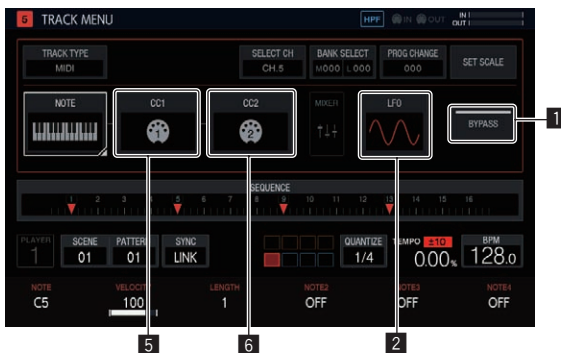 5 TRACK MENU HPF IN OUT IN OUT
TRACK TYPE SELECT CH BANK SELECT PROG CHANGE SET SCALE
MIDI CH.5 M000 L000 000
NOTE CC1 CC2 MIXER LFO
1 2 BYPASS 1
SEQUENCE
1 2 3 4 5 6 7 8 9 10 11 12 13 14 15 16
PLAYER SCENE PATTERN SYNC QUANTIZE TEMPO ±10 BPM
1 01 01 LINK 1/4 0.00% 128.0
NOTE VELOCITY LENGTH NOTE2 NOTE3 NOTE4
C5 100 1 OFF OFF OFF
5 6 2